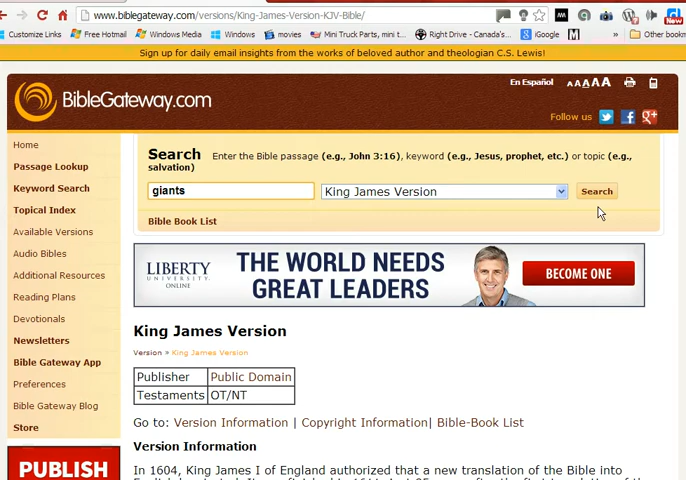 www.biblegateway.com/versions/King-James-Version-KJV-Bible/
Customize Links Free Hotmail Windows Media Windows movies Mini Truck Parts, mini t... Right Drive - Canada's... iGoogle » Other bookm
Sign up for daily email insights from the works of beloved author and theologian C.S. Lewis!
BibleGateway.com
En Español A A A A A
Follow us
Home
Passage Lookup
Keyword Search
Topical Index
Available Versions
Audio Bibles
Additional Resources
Reading Plans
Devotionals
Newsletters
Bible Gateway App
Preferences
Bible Gateway Blog
Store
PUBLISH
Search Enter the Bible passage (e.g., John 3:16), keyword (e.g., Jesus, prophet, etc.) or topic (e.g.,
salvation)
giants King James Version Search
Bible Book List
LIBERTY
UNIVERSITY
ONLINE
THE WORLD NEEDS
GREAT LEADERS
BECOME ONE
King James Version
Version » King James Version
Publisher Public Domain
Testaments OT/NT
Go to: Version Information | Copyright Information| Bible-Book List
Version Information
In 1604, King James I of England authorized that a new translation of the Bible into